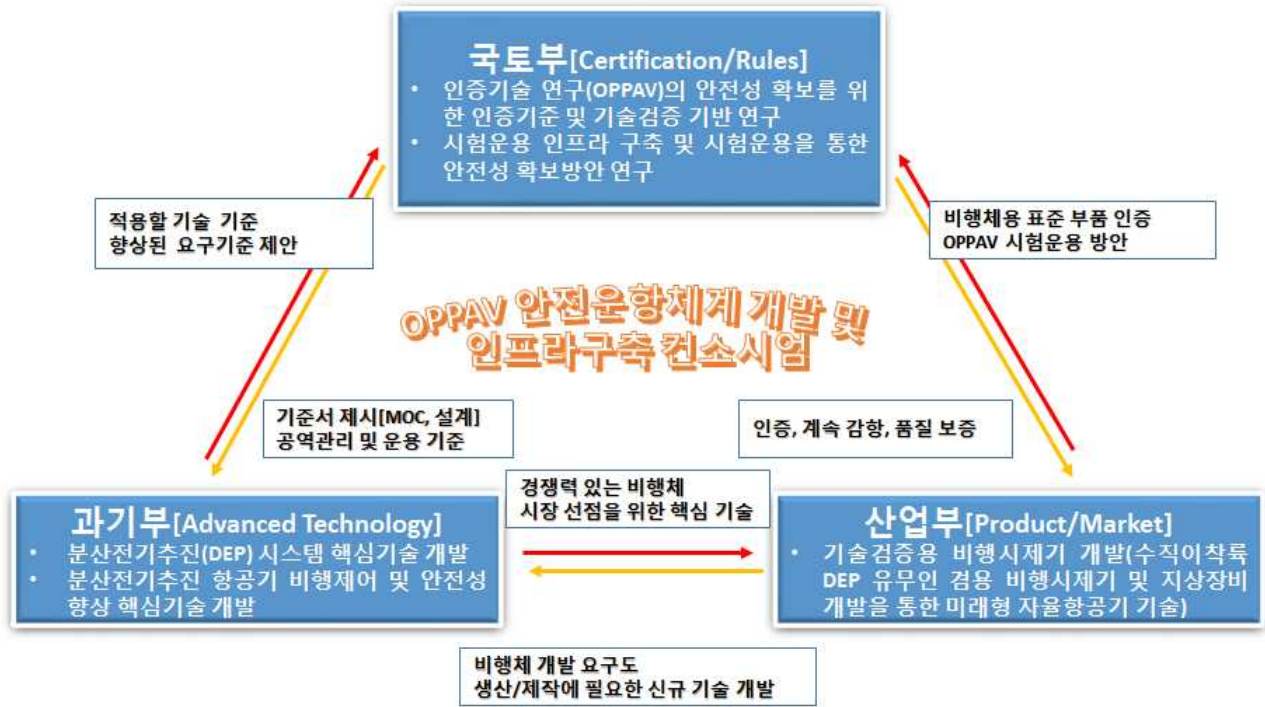 국토부[Certification/Rules]
• 인증기술 연구(OPPAV)의 안전성 확보를 위
한 인증기준 및 기술검증 기반 연구
• 시험운용 인프라 구축 및 시험운용을 통한
안전성 확보방안 연구
적용할 기술 기준
향상된 요구기준 제안
비행체용 표준 부품 인증
OPPAV 시험운용 방안
OPPAV 안전운항체계 개발 및
인프라구축 컨소시엄
기준서 제시[MOC, 설계]
공역관리 및 운용 기준
인증, 계속 감항, 품질 보증
경쟁력 있는 비행체
시장 선점을 위한 핵심 기술
과기부[Advanced Technology]
• 분산전기추진(DEP) 시스템 핵심기술 개발
• 분산전기추진 항공기 비행제어 및 안전성
향상 핵심기술 개발
산업부[Product/Market]
• 기술검증용 비행시제기 개발(수직이착륙
DEP 유무인 겸용 비행시제기 및 지상장비
개발을 통한 미래형 자율항공기 기술)
비행체 개발 요구도
생산/제작에 필요한 신규 기술 개발